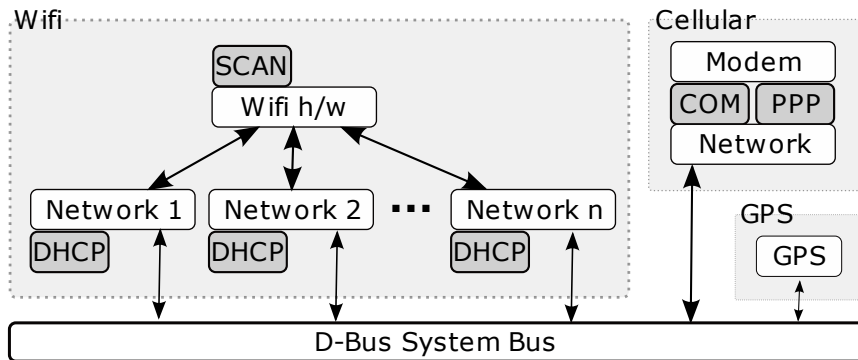 Wifi
Cellular
SCAN
Wifi h/w
Modem
COM PPP
Network
Network 1 Network 2 ... Network n
DHCP DHCP DHCP
GPS
GPS
D-Bus System Bus